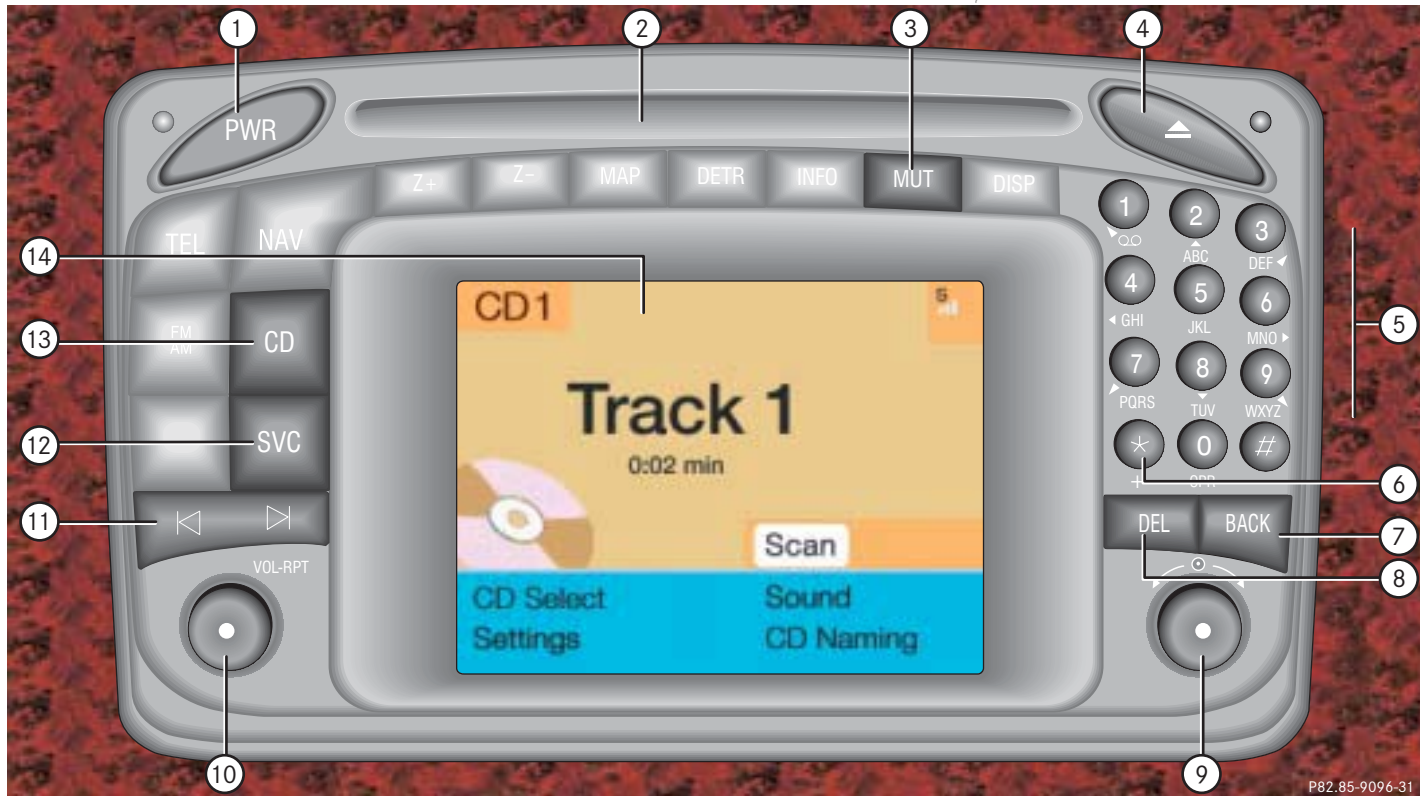 1
2
3
4
PWR
Z+
Z-
MAP
DETR
INFO
MUT
DISP
TEL
NAV
14
13
FM
AM
CD
12
SVC
11
VOL-RPT
10
CD1
S
Track 1
0:02 min
Scan
CD Select
Sound
Settings
CD Naming
1
2
3
ABC
DEF
4
5
6
GHI
JKL
MNO
7
8
9
PQRS
TUV
WXYZ
*
0
#
+
SPR
DEL
BACK
5
6
7
8
9
P82.85-9096-31